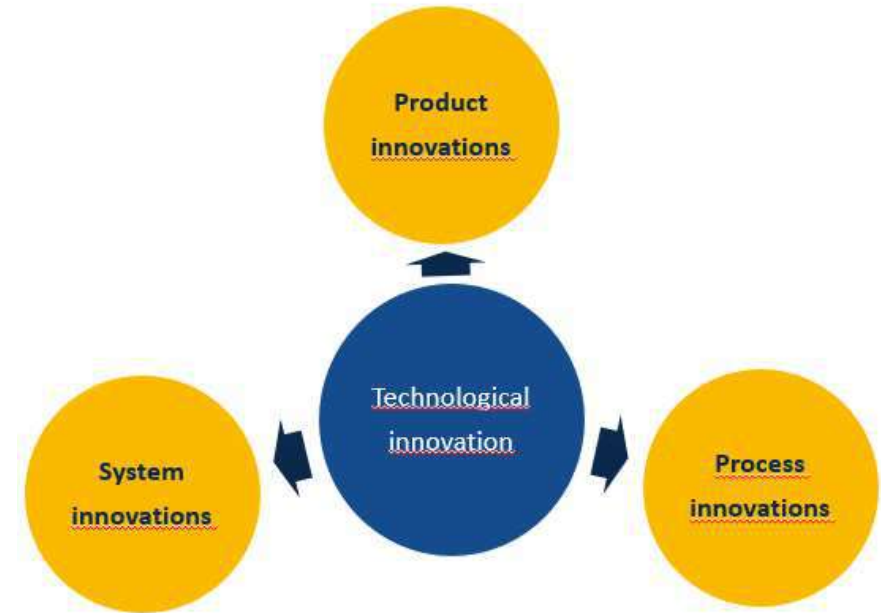 Product
innovations
Technological
innovation
System
innovations
Process
innovations